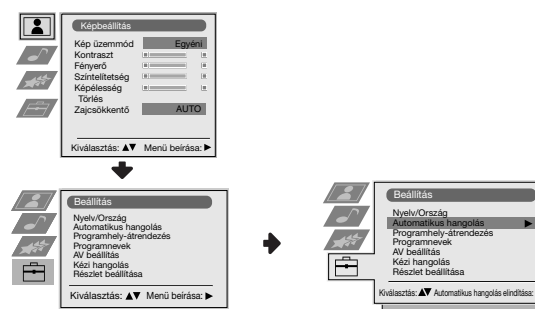 Képbeállítás
Kép üzemmód Egyéni
Kontraszt
Fényerő
Színtelítetség
Képélesség
Törlés
Zajcsökkentő AUTO
Kiválasztás: ▲▼ Menü beírása: ▶
Beállítás
Nyelv/Ország
Automatikus hangolás
Programhely-átrendezés
Programnevek
AV beállítás
Kézi hangolás
Részlet beállítása
Kiválasztás: ▲▼ Menü beírása: ▶
Beállítás
Nyelv/Ország
Automatikus hangolás ▶
Programhely-átrendezés
Programnevek
AV beállítás
Kézi hangolás
Részlet beállítása
Kiválasztás: ▲▼ Automatikus hangolás elindítása: